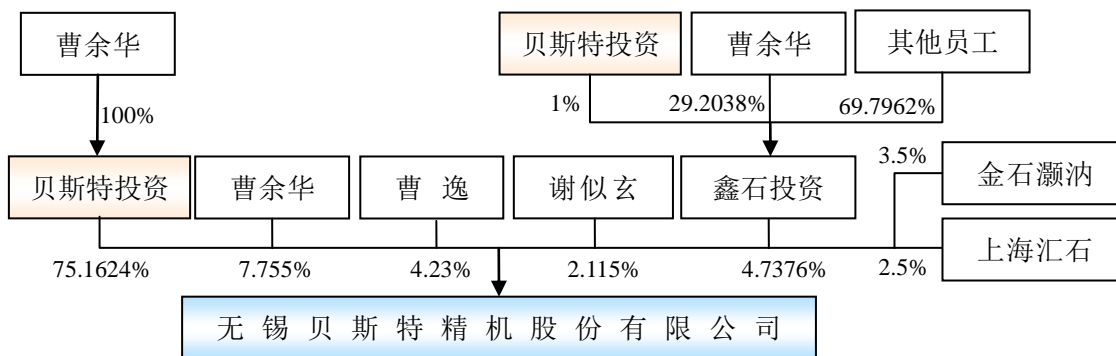 曹余华
贝斯特投资
曹余华
其他员工
100%
1%
29.2038%
69.7962%
贝斯特投资
曹余华
曹 逸
谢似玄
鑫石投资
3.5%
金石灏汭
75.1624%
7.755%
4.23%
2.115%
4.7376%
2.5%
上海汇石
无锡贝斯特精机股份有限公司